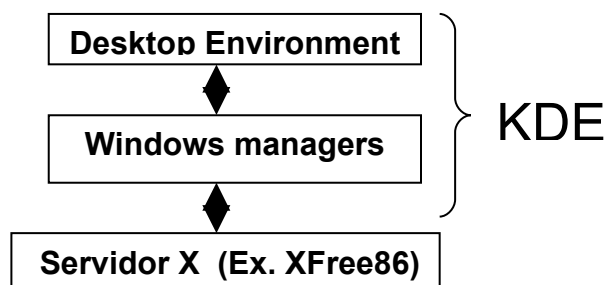 Desktop Environment
Windows managers
KDE
Servidor X (Ex. XFree86)